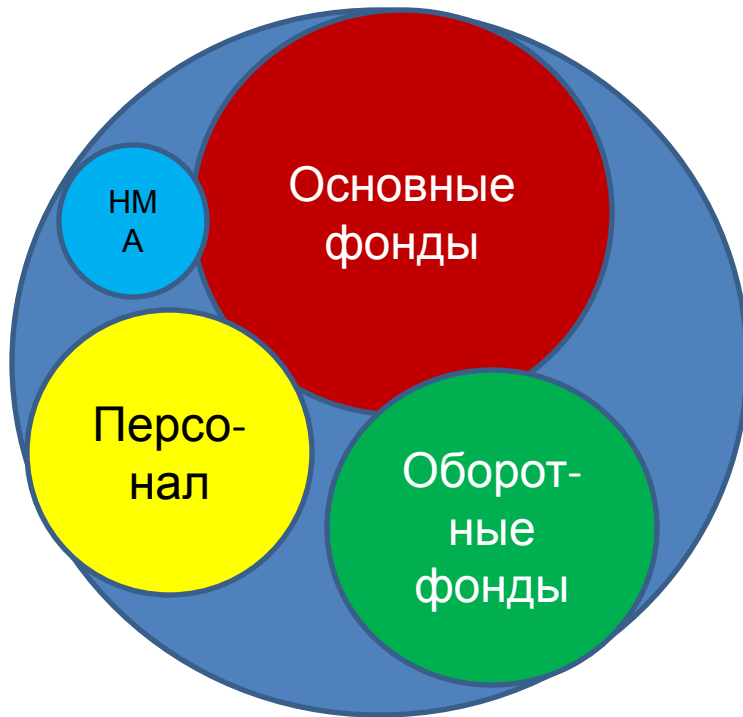 Основные
фонды
НМ
А
Персо-
нал
Оборот-
ные
фонды